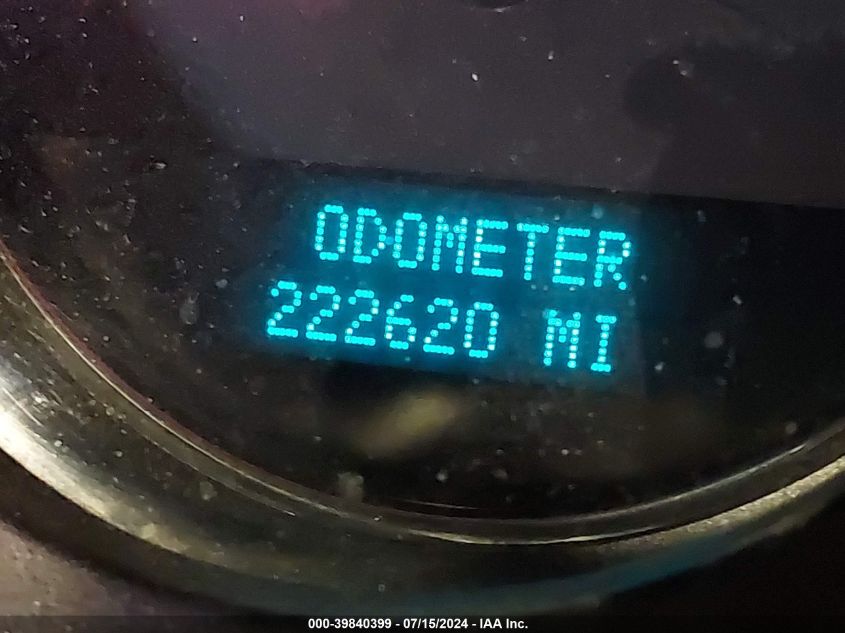 ODOMETER
222620 MI
000-39840399 - 07/15/2024 - IAA Inc.